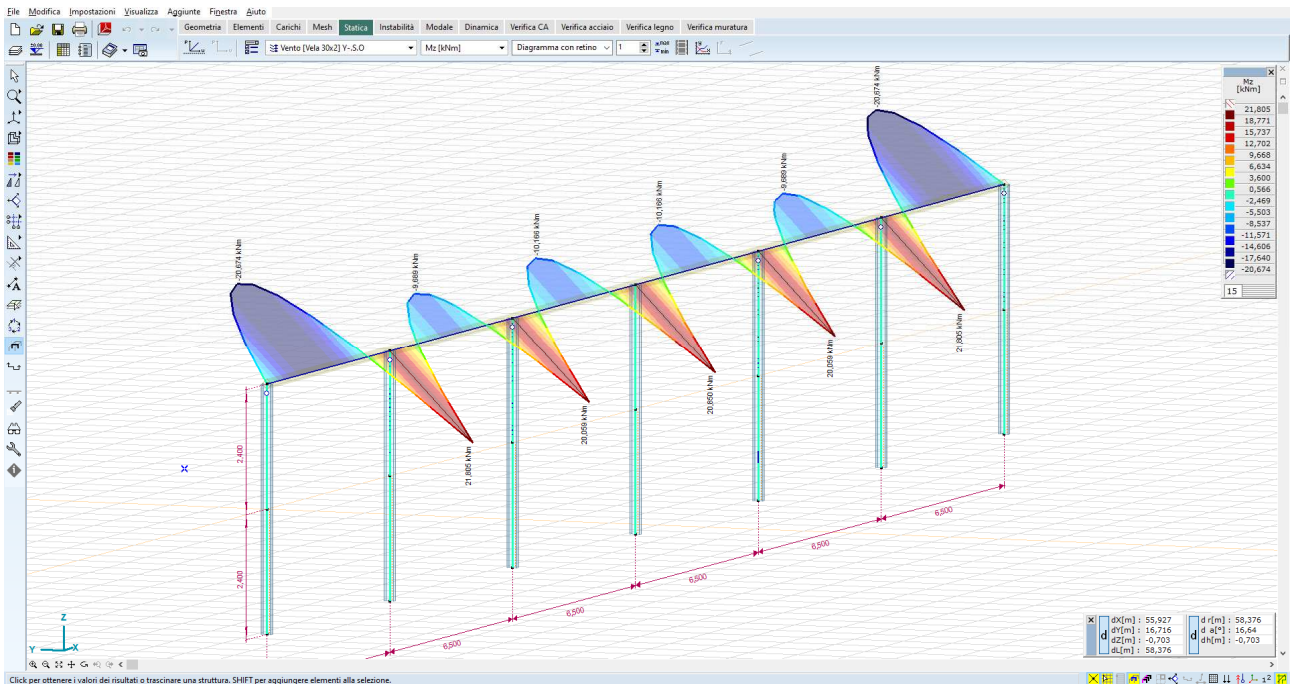 File Modifica Impostazioni Visualizza Aggiunte Finestra Aiuto
Geometria Elementi Carichi Mesh Statica Instabilità Modale Dinamica Verifica CA Verifica acciaio Verifica legno Verifica muratura
Vento [Vela 30x2] Y-.S.O Mz [kNm] Diagramma con retino 1
Mz
[kNm]
21,805
18,771
15,737
12,702
9,668
6,634
3,600
0,566
-2,469
-5,503
-8,537
-11,571
-14,606
-17,640
-20,674
15
-20,674 kNm
-9,689 kNm
-10,166 kNm
-10,166 kNm
-9,689 kNm
-20,674 kNm
21,805 kNm
20,059 kNm
20,650 kNm
20,059 kNm
21,805 kNm
2,400
2,400
6,500
6,500
6,500
6,500
6,500
Z
Y
X
d
dX[m] : 55,927
dY[m] : 16,716
dZ[m] : -0,703
dL[m] : 58,376
d
d r[m] : 58,376
d a[°] : 16,64
dh[m] : -0,703
Click per ottenere i valori dei risultati o trascinare una struttura. SHIFT per aggiungere elementi alla selezione.